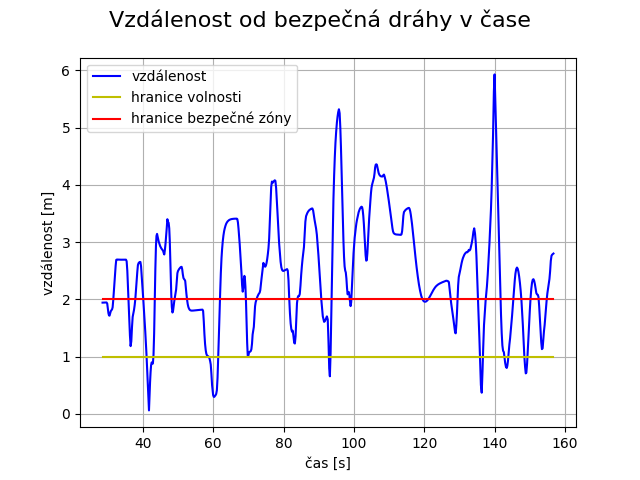 Vzdálenost od bezpečná dráhy v čase
vzdálenost
hranice volnosti
hranice bezpečné zóny
vzdálenost [m]
6
5
4
3
2
1
0
40 60 80 100 120 140 160
čas [s]